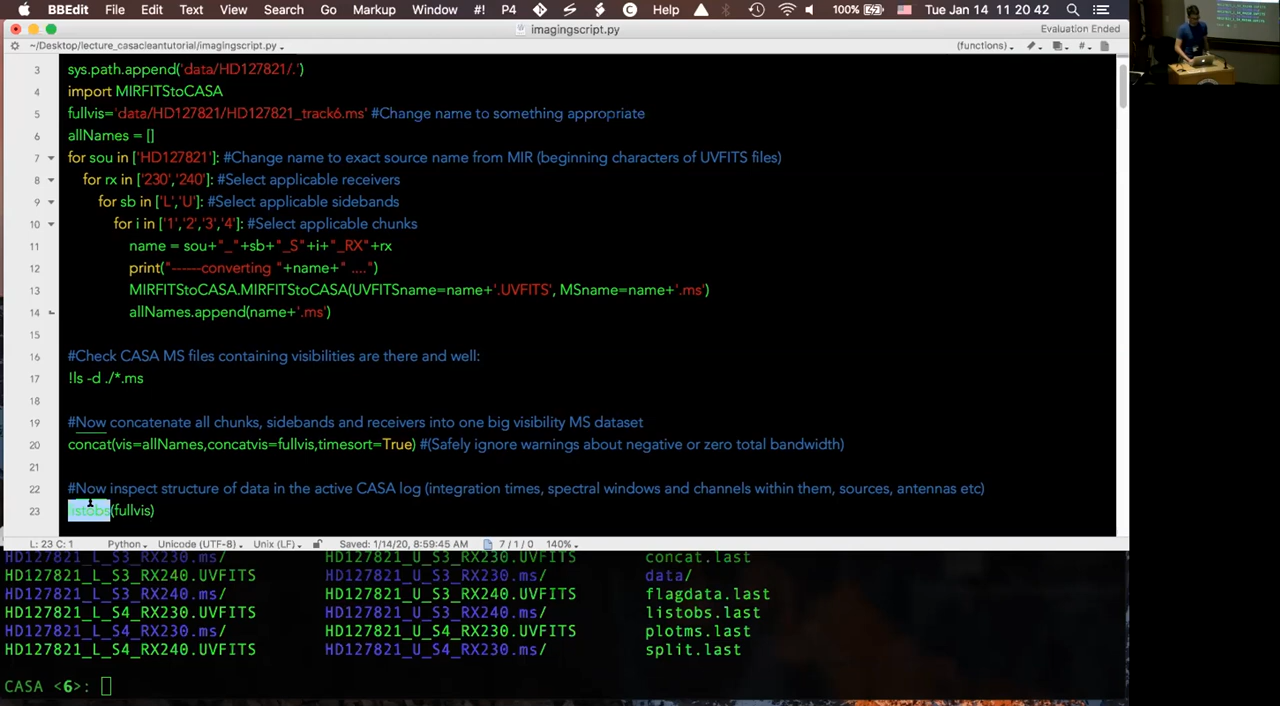 BBEdit File Edit Text View Search Go Markup Window #! P4 Help 100% Tue Jan 14 11 20 42
imagingscript.py
Evaluation Ended
~/Desktop/lecture_casacleantutorial/imagingscript.py
(functions)
3 sys.path.append('data/HD127821/.')
4 import MIRFITStoCASA
5 fullvis='data/HD127821/HD127821_track6.ms' #Change name to something appropriate
6 allNames = []
7 for sou in ['HD127821']: #Change name to exact source name from MIR (beginning characters of UVFITS files)
8 for rx in ['230','240']: #Select applicable receivers
9 for sb in ['L','U']: #Select applicable sidebands
10 for i in ['1','2','3','4']: #Select applicable chunks
11 name = sou+"_"+sb+"_S"+i+"_RX"+rx
12 print("------converting "+name+" ....")
13 MIRFITStoCASA.MIRFITStoCASA(UVFITSname=name+'.UVFITS', MSname=name+'.ms')
14 allNames.append(name+'.ms')
15
16 #Check CASA MS files containing visibilities are there and well:
17 !ls -d ./*.ms
18
19 #Now concatenate all chunks, sidebands and receivers into one big visibility MS dataset
20 concat(vis=allNames,concatvis=fullvis,timesort=True) #(Safely ignore warnings about negative or zero total bandwidth)
21
22 #Now inspect structure of data in the active CASA log (integration times, spectral windows and channels within them, sources, antennas etc)
23 listobs(fullvis)
L: 23 C: 1 Python Unicode (UTF-8) Unix (LF) Saved: 1/14/20, 8:59:45 AM 7 / 1 / 0 140%
HD127821_L_S3_RX230.ms/ HD127821_U_S2_RX240.ms/ concat.last
HD127821_L_S3_RX240.UVFITS HD127821_U_S3_RX230.UVFITS data/
HD127821_L_S3_RX240.ms/ HD127821_U_S3_RX230.ms/ flagdata.last
HD127821_L_S4_RX230.UVFITS HD127821_U_S3_RX240.UVFITS listobs.last
HD127821_L_S4_RX230.ms/ HD127821_U_S4_RX230.UVFITS plotms.last
HD127821_L_S4_RX240.UVFITS HD127821_U_S4_RX230.ms/ split.last
CASA <6>: